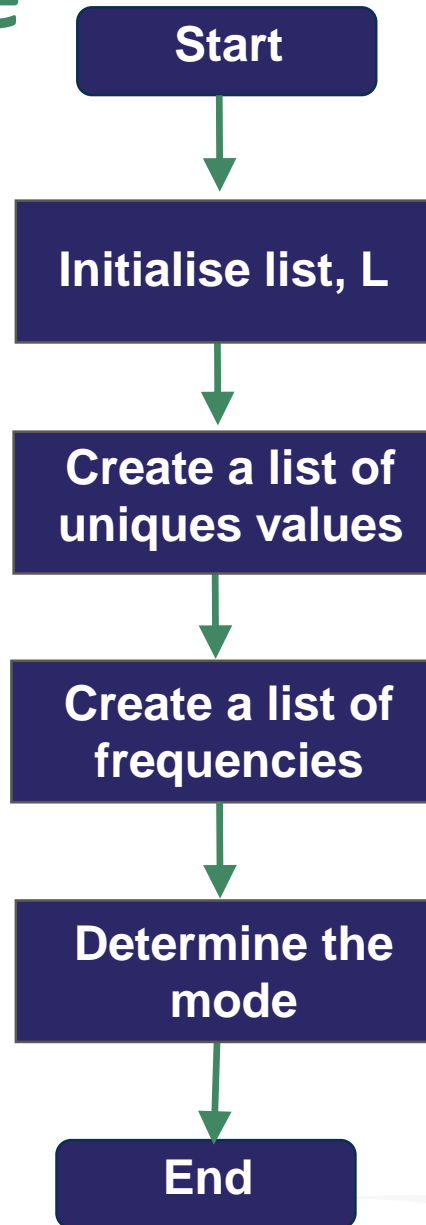 Start
Initialise list, L
Create a list of
uniques values
Create a list of
frequencies
Determine the
mode
End